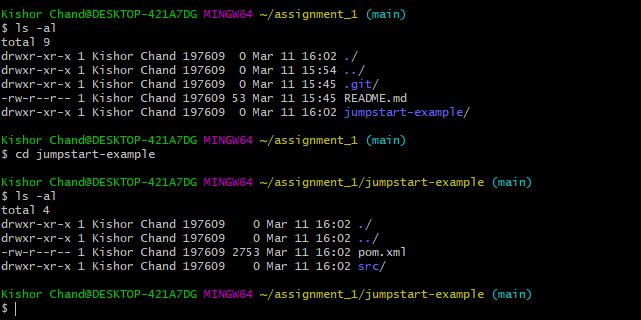 Kishor Chand@DESKTOP-421A7DG MINGW64 ~/assignment_1 (main)
$ ls -al
total 9
drwxr-xr-x 1 Kishor Chand 197609  0 Mar 11 16:02 ./
drwxr-xr-x 1 Kishor Chand 197609  0 Mar 11 15:54 ../
drwxr-xr-x 1 Kishor Chand 197609  0 Mar 11 15:45 .git/
-rw-r--r-- 1 Kishor Chand 197609 53 Mar 11 15:45 README.md
drwxr-xr-x 1 Kishor Chand 197609  0 Mar 11 16:02 jumpstart-example/
Kishor Chand@DESKTOP-421A7DG MINGW64 ~/assignment_1 (main)
$ cd jumpstart-example
Kishor Chand@DESKTOP-421A7DG MINGW64 ~/assignment_1/jumpstart-example (main)
$ ls -al
total 4
drwxr-xr-x 1 Kishor Chand 197609    0 Mar 11 16:02 ./
drwxr-xr-x 1 Kishor Chand 197609    0 Mar 11 16:02 ../
-rw-r--r-- 1 Kishor Chand 197609 2753 Mar 11 16:02 pom.xml
drwxr-xr-x 1 Kishor Chand 197609    0 Mar 11 16:02 src/
Kishor Chand@DESKTOP-421A7DG MINGW64 ~/assignment_1/jumpstart-example (main)
$